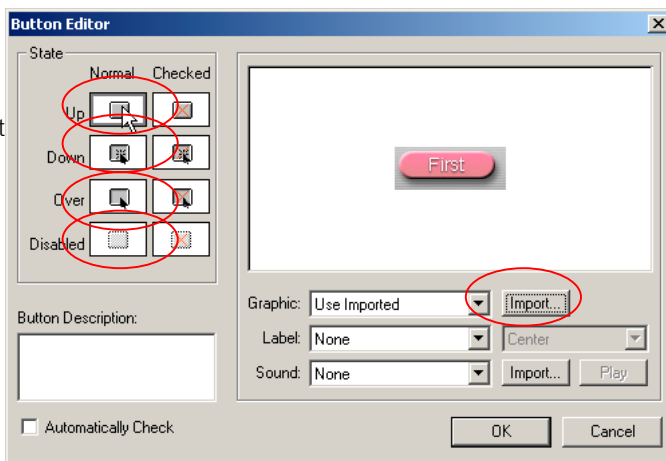 Button Editor
State
Normal Checked
Up
t
Down
Over
Disabled
First
Graphic: Use Imported Import...
Label: None Center
Sound: None Import... Play
Button Description:
Automatically Check
OK Cancel